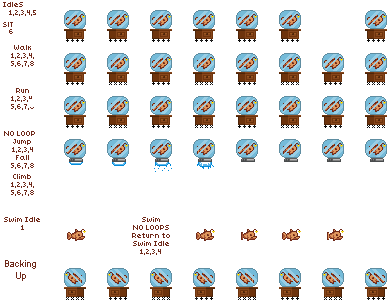 IdleS
1,2,3,4,5
SIT
6
Walk
1,2,3,4,
5,6,7,8
Run
1,2,3,4
5,6,7,
NO LOOP
Jump
1,2,3,4
Fall
5,6,7,8
Climb
1,2,3,4,
5,6,7,8
Swim Idle
1
Swim
NO LOOPS
Return to
Swim Idle
1,2,3,4
Backing
Up